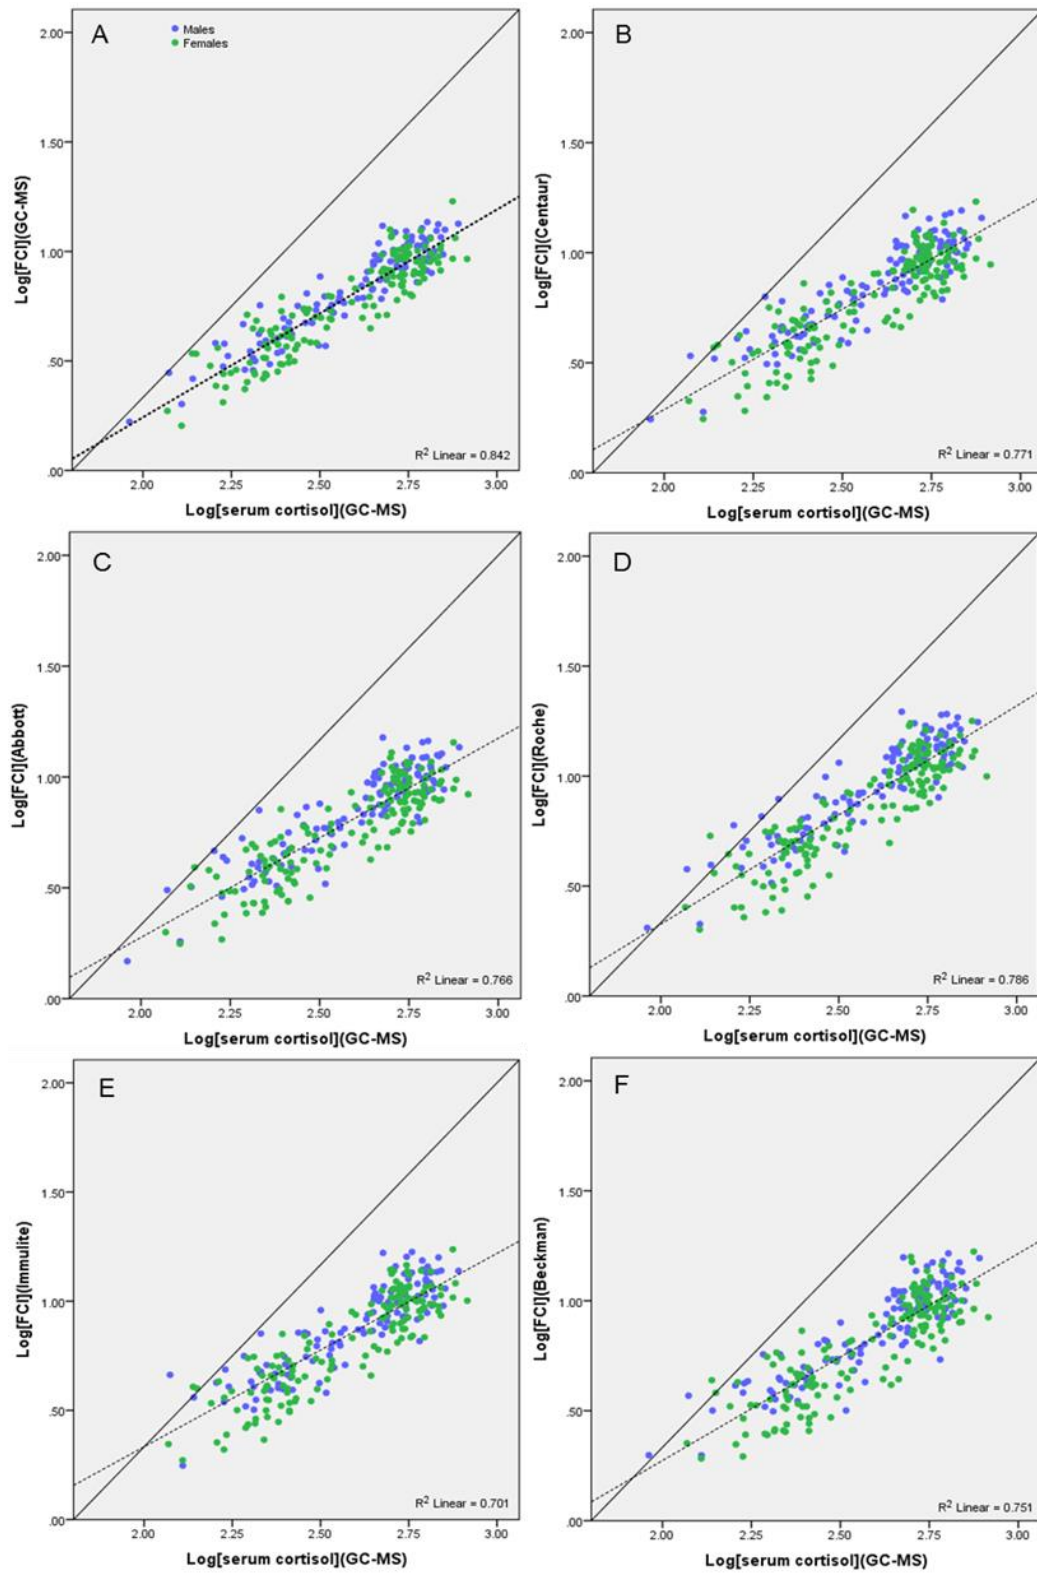 A
Males
Females
2.00
1.50
1.00
.50
.00
Log[FCI](GC-MS)
R² Linear = 0.842
2.00 2.25 2.50 2.75 3.00
Log[serum cortisol](GC-MS)
B
2.00
1.50
1.00
.50
.00
Log[FCI](Centaur)
R² Linear = 0.771
2.00 2.25 2.50 2.75 3.00
Log[serum cortisol](GC-MS)
C
2.00
1.50
1.00
.50
.00
Log[FCI](Abbott)
R² Linear = 0.766
2.00 2.25 2.50 2.75 3.00
Log[serum cortisol](GC-MS)
D
2.00
1.50
1.00
.50
.00
Log[FCI](Roche)
R² Linear = 0.786
2.00 2.25 2.50 2.75 3.00
Log[serum cortisol](GC-MS)
E
2.00
1.50
1.00
.50
.00
Log[FCI](Immulite)
R² Linear = 0.701
2.00 2.25 2.50 2.75 3.00
Log[serum cortisol](GC-MS)
F
2.00
1.50
1.00
.50
.00
Log[FCI](Beckman)
R² Linear = 0.751
2.00 2.25 2.50 2.75 3.00
Log[serum cortisol](GC-MS)